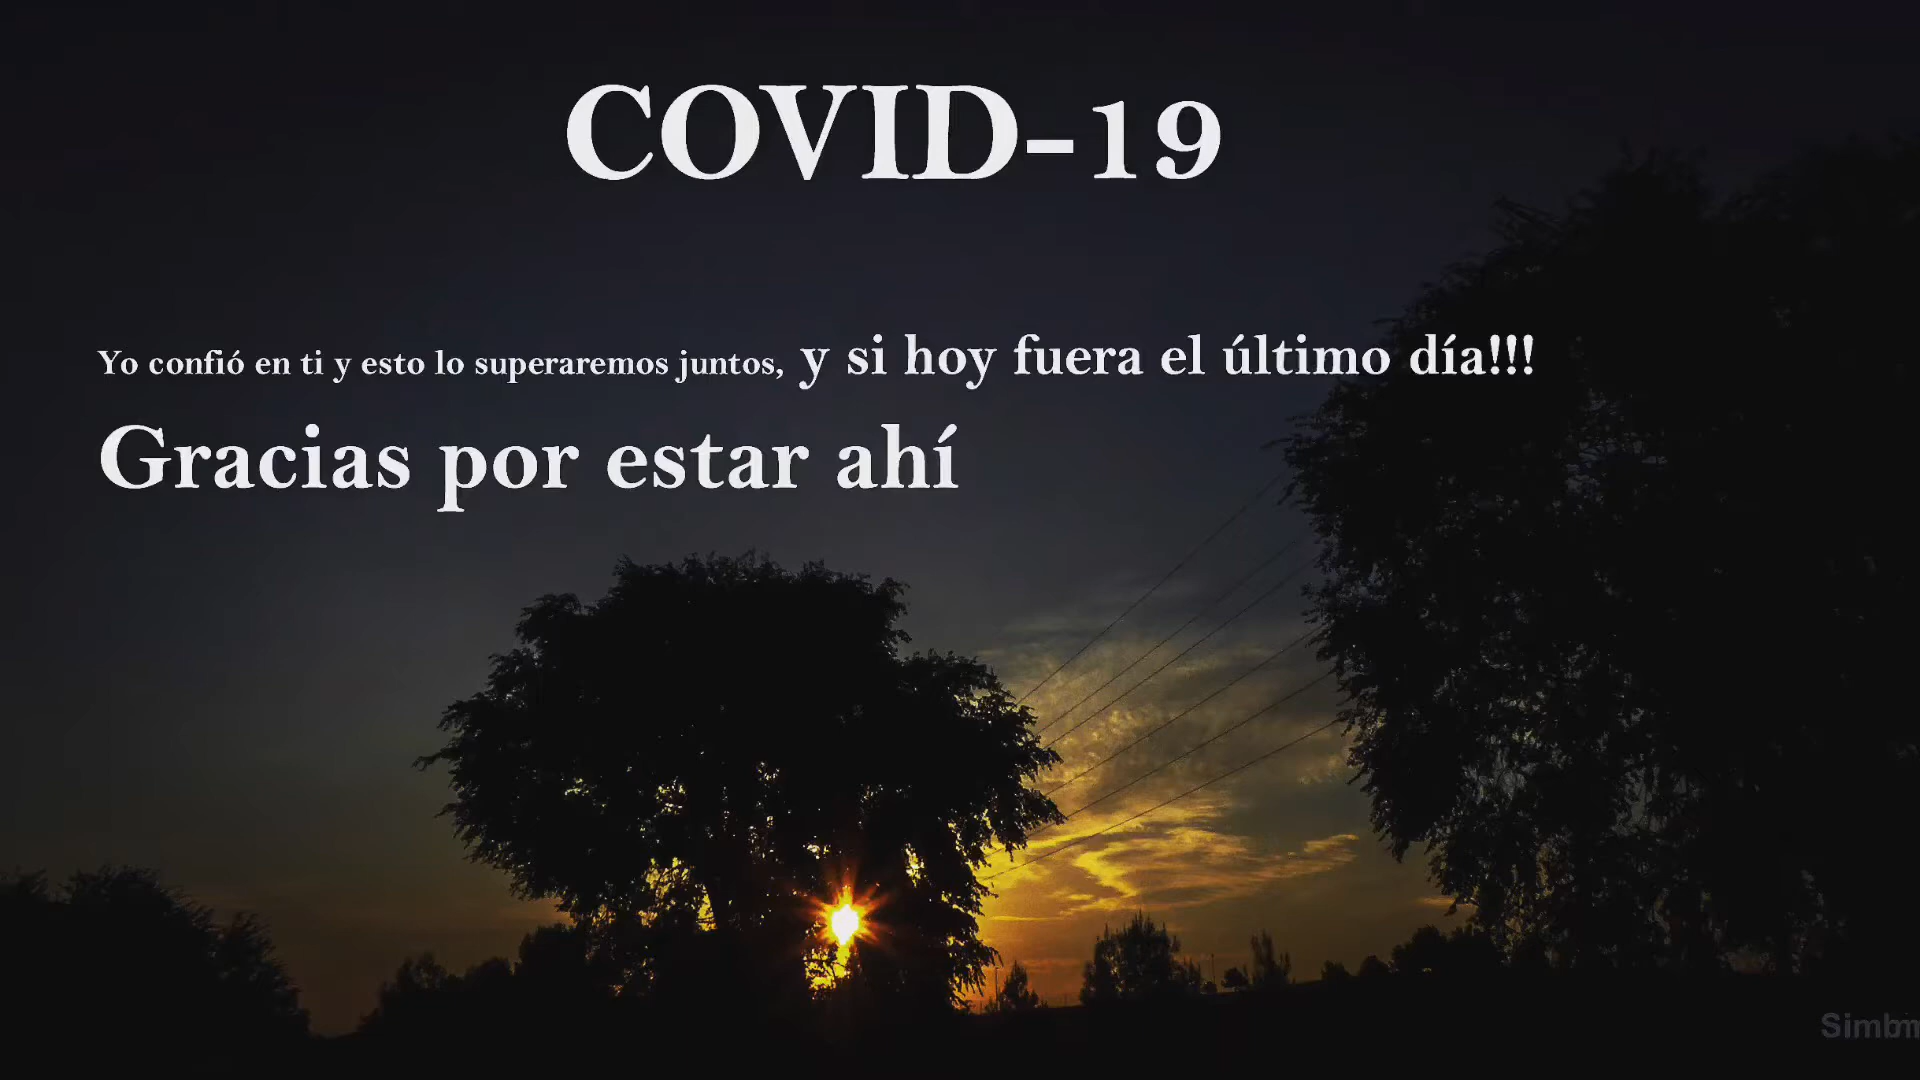 COVID-19
Yo confió en ti y esto lo superaremos juntos, y si hoy fuera el último día!!!
Gracias por estar ahí